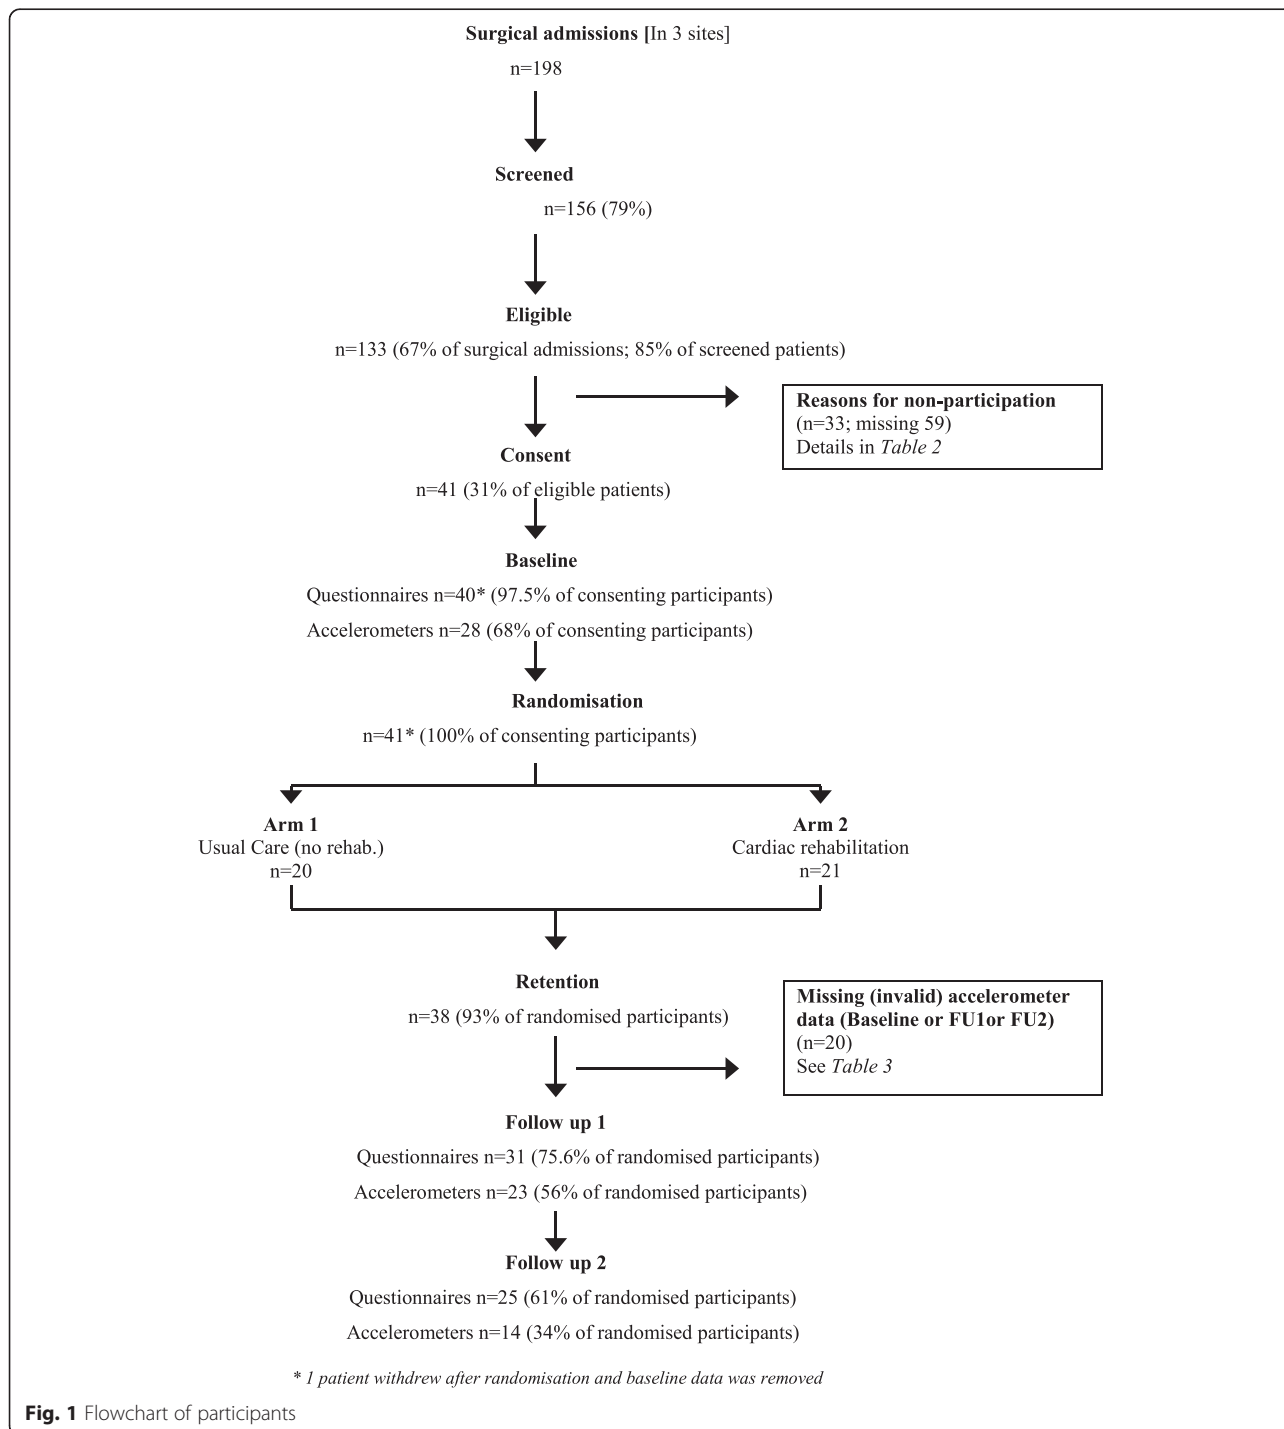 Surgical admissions [In 3 sites]
n=198
Screened
n=156 (79%)
Eligible
n=133 (67% of surgical admissions; 85% of screened patients)
Reasons for non-participation
(n=33; missing 59)
Details in Table 2
Consent
n=41 (31% of eligible patients)
Baseline
Questionnaires n=40* (97.5% of consenting participants)
Accelerometers n=28 (68% of consenting participants)
Randomisation
n=41* (100% of consenting participants)
Arm 1
Usual Care (no rehab.)
n=20
Arm 2
Cardiac rehabilitation
n=21
Retention
n=38 (93% of randomised participants)
Missing (invalid) accelerometer
data (Baseline or FU1or FU2)
(n=20)
See Table 3
Follow up 1
Questionnaires n=31 (75.6% of randomised participants)
Accelerometers n=23 (56% of randomised participants)
Follow up 2
Questionnaires n=25 (61% of randomised participants)
Accelerometers n=14 (34% of randomised participants)
* 1 patient withdrew after randomisation and baseline data was removed
Fig. 1 Flowchart of participants